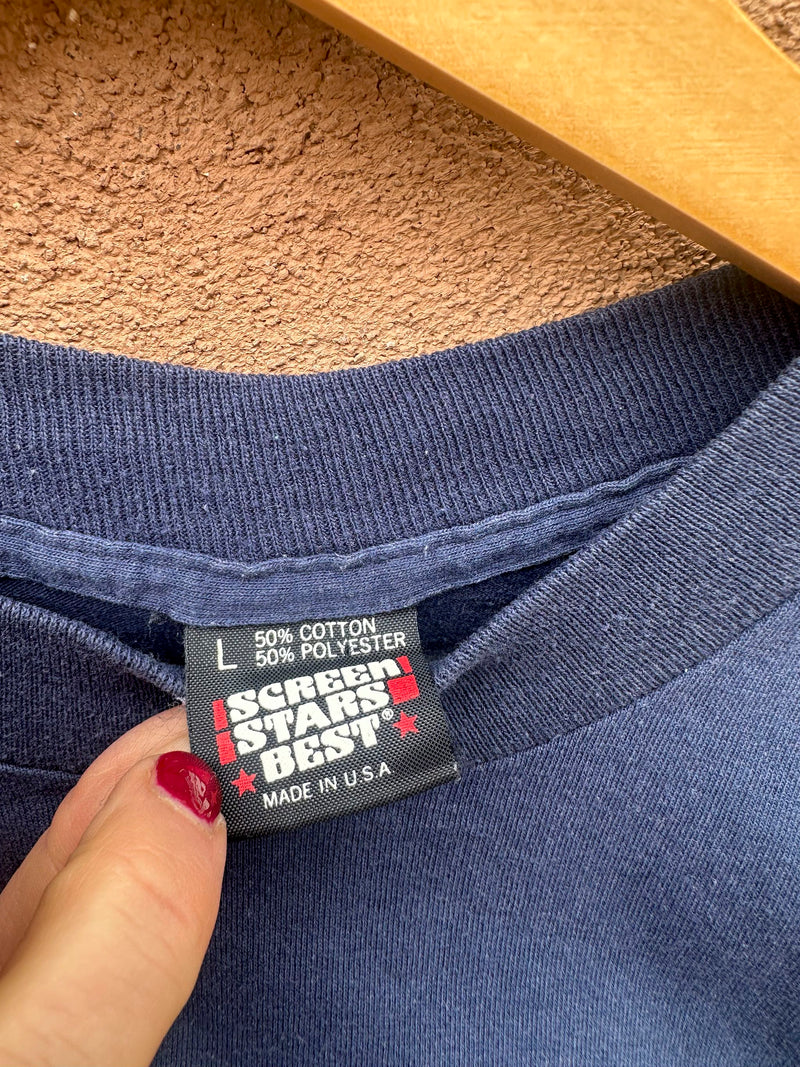 L
50% COTTON
50% POLYESTER
SCREEn
STARS
BEST®
MADE IN U.S.A.